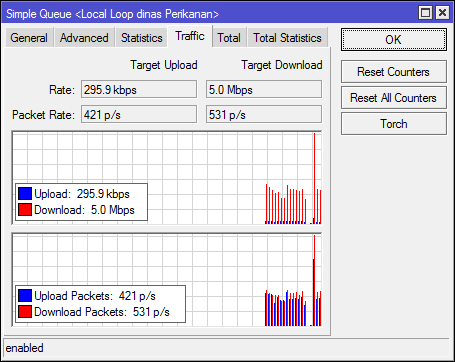 Simple Queue <Local Loop dinas Perikanan>
General Advanced Statistics Traffic Total Total Statistics
Target Upload Target Download
Rate: 295.9 kbps 5.0 Mbps
Packet Rate: 421 p/s 531 p/s
Upload: 295.9 kbps
Download: 5.0 Mbps
Upload Packets: 421 p/s
Download Packets: 531 p/s
OK
Reset Counters
Reset All Counters
Torch
enabled